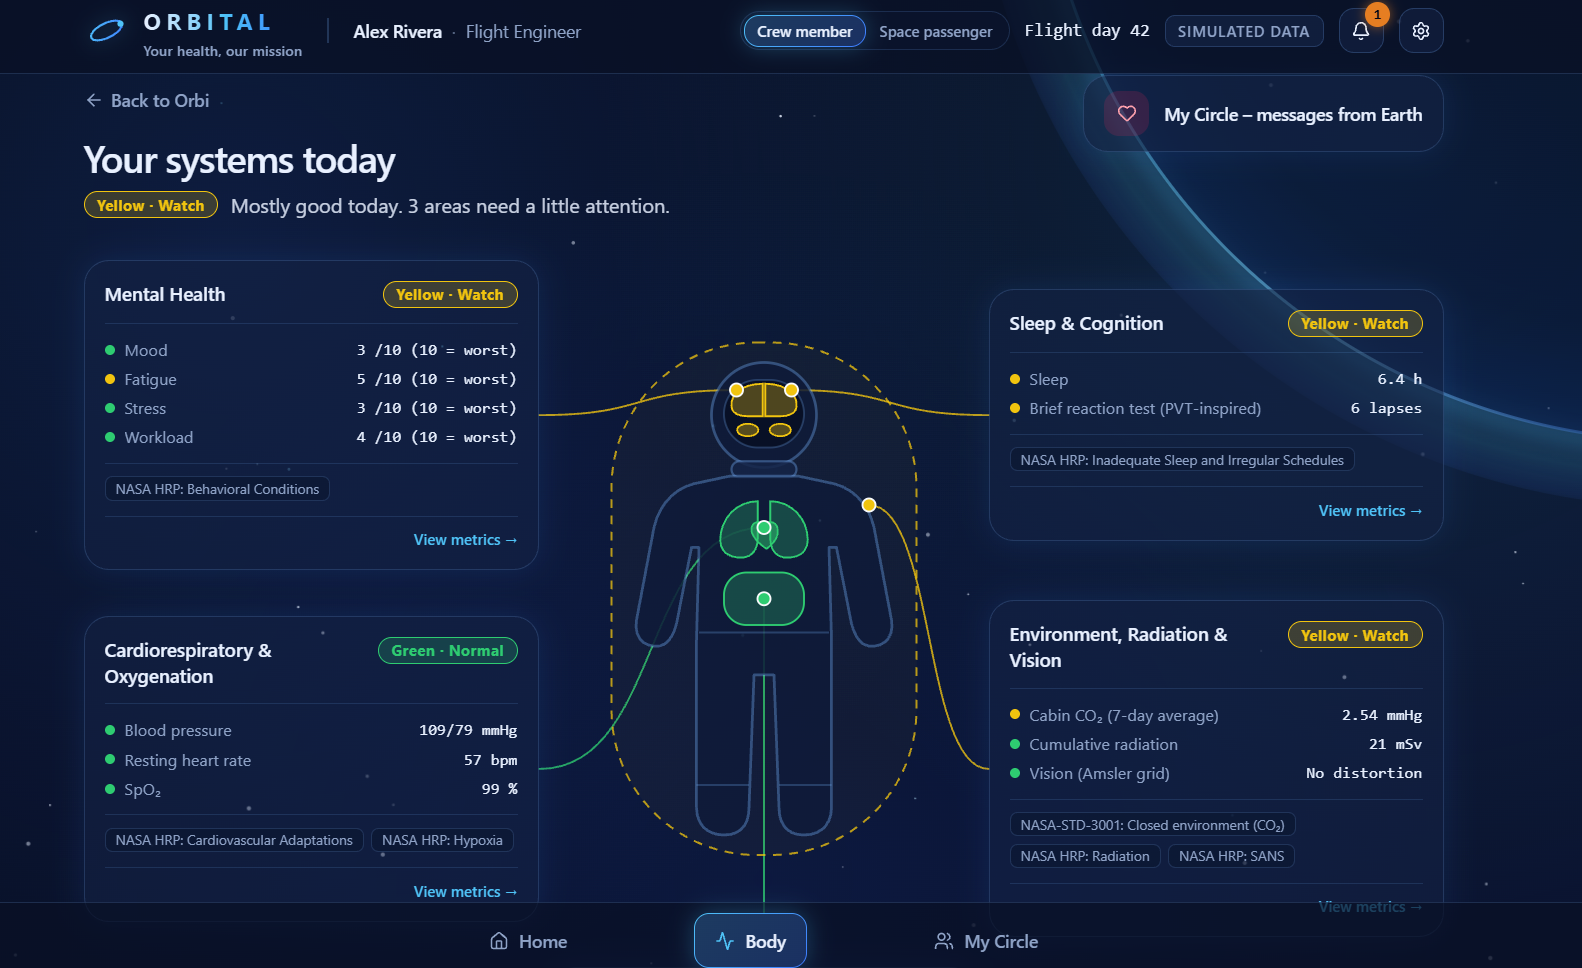 ORBITAL
Your health, our mission
Alex Rivera · Flight Engineer
Crew member
Space passenger
Flight day 42
SIMULATED DATA
1
Back to Orbi
My Circle – messages from Earth
Your systems today
Yellow · Watch
Mostly good today. 3 areas need a little attention.
Mental Health
Yellow · Watch
Mood 3 /10 (10 = worst)
Fatigue 5 /10 (10 = worst)
Stress 3 /10 (10 = worst)
Workload 4 /10 (10 = worst)
NASA HRP: Behavioral Conditions
View metrics →
Sleep & Cognition
Yellow · Watch
Sleep 6.4 h
Brief reaction test (PVT-inspired) 6 lapses
NASA HRP: Inadequate Sleep and Irregular Schedules
View metrics →
Cardiorespiratory &
Oxygenation
Green · Normal
Blood pressure 109/79 mmHg
Resting heart rate 57 bpm
SpO₂ 99 %
NASA HRP: Cardiovascular Adaptations
NASA HRP: Hypoxia
View metrics →
Environment, Radiation &
Vision
Yellow · Watch
Cabin CO₂ (7-day average) 2.54 mmHg
Cumulative radiation 21 mSv
Vision (Amsler grid) No distortion
NASA-STD-3001: Closed environment (CO₂)
NASA HRP: Radiation
NASA HRP: SANS
View metrics →
Home
Body
My Circle